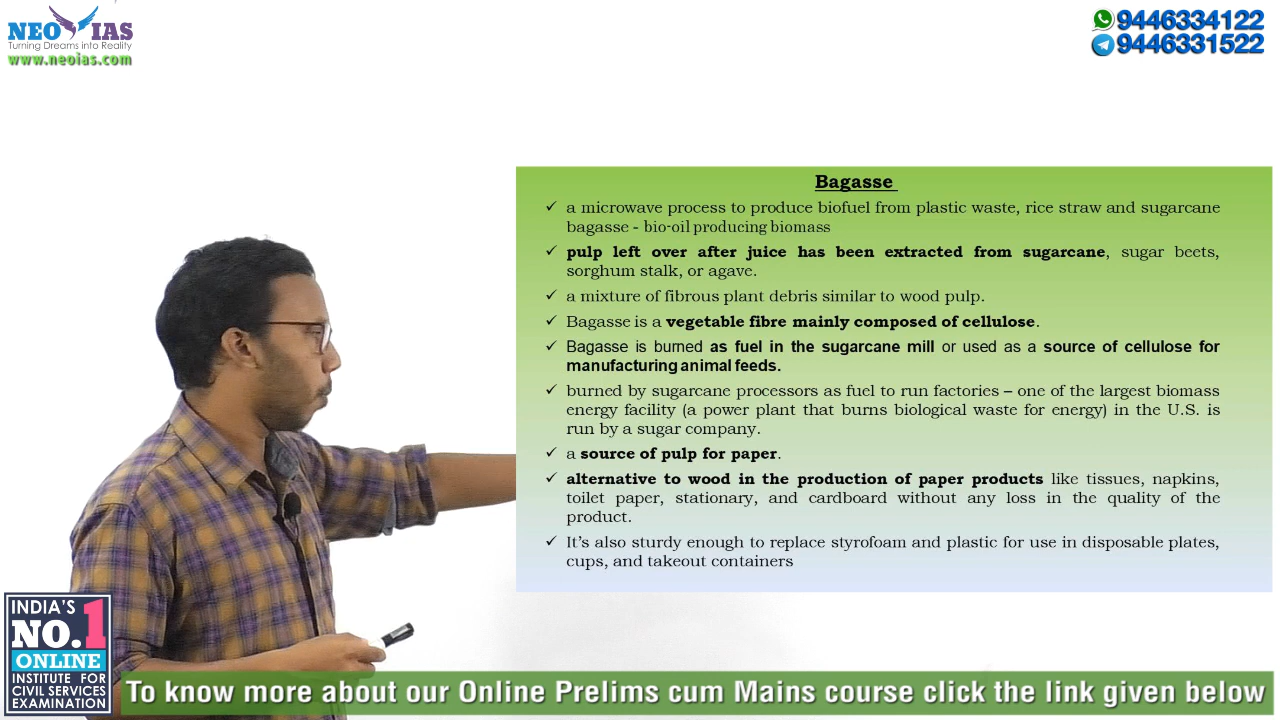 NEO IAS
Turning Dreams into Reality
www.neoias.com
9446334122
9446331522
Bagasse
✓ a microwave process to produce biofuel from plastic waste, rice straw and sugarcane
bagasse - bio-oil producing biomass
✓ pulp left over after juice has been extracted from sugarcane, sugar beets,
sorghum stalk, or agave.
✓ a mixture of fibrous plant debris similar to wood pulp.
✓ Bagasse is a vegetable fibre mainly composed of cellulose.
✓ Bagasse is burned as fuel in the sugarcane mill or used as a source of cellulose for
manufacturing animal feeds.
✓ burned by sugarcane processors as fuel to run factories – one of the largest biomass
energy facility (a power plant that burns biological waste for energy) in the U.S. is
run by a sugar company.
✓ a source of pulp for paper.
✓ alternative to wood in the production of paper products like tissues, napkins,
toilet paper, stationary, and cardboard without any loss in the quality of the
product.
✓ It's also sturdy enough to replace styrofoam and plastic for use in disposable plates,
cups, and takeout containers
INDIA'S
NO.1
ONLINE
INSTITUTE FOR
CIVIL SERVICES
EXAMINATION
To know more about our Online Prelims cum Mains course click the link given below